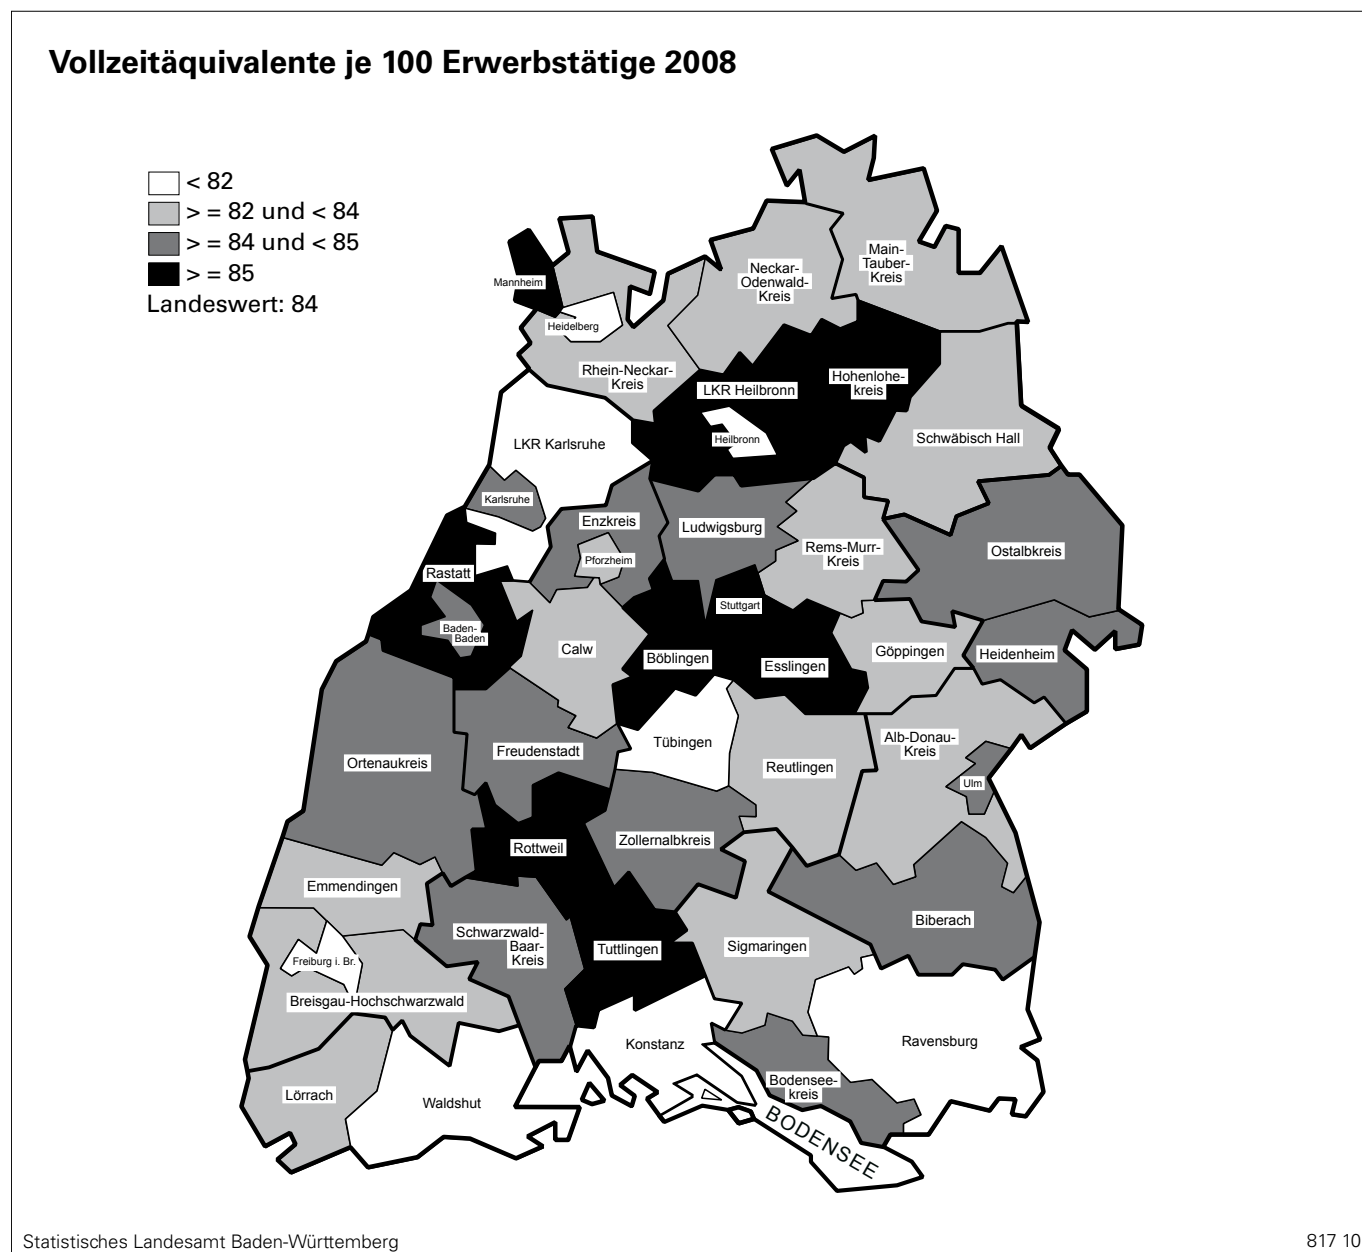 Vollzeitäquivalente je 100 Erwerbstätige 2008
< 82
> = 82 und < 84
> = 84 und < 85
> = 85
Landeswert: 84
Main-
Tauber-
Kreis
Neckar-
Odenwald-
Kreis
Mannheim
Heidelberg
Rhein-Neckar-
Kreis
LKR Heilbronn
Hohenlohe-
kreis
Heilbronn
Schwäbisch Hall
LKR Karlsruhe
Karlsruhe
Enzkreis
Ludwigsburg
Rems-Murr-
Kreis
Ostalbkreis
Pforzheim
Rastatt
Stuttgart
Baden-
Baden
Calw
Böblingen
Esslingen
Göppingen
Heidenheim
Tübingen
Alb-Donau-
Kreis
Freudenstadt
Ortenaukreis
Reutlingen
Ulm
Rottweil
Zollernalbkreis
Emmendingen
Biberach
Schwarzwald-
Baar-
Kreis
Tuttlingen
Sigmaringen
Freiburg i. Br.
Breisgau-Hochschwarzwald
Konstanz
Ravensburg
Bodensee-
kreis
Lörrach
Waldshut
BODENSEE
Statistisches Landesamt Baden-Württemberg
817 10